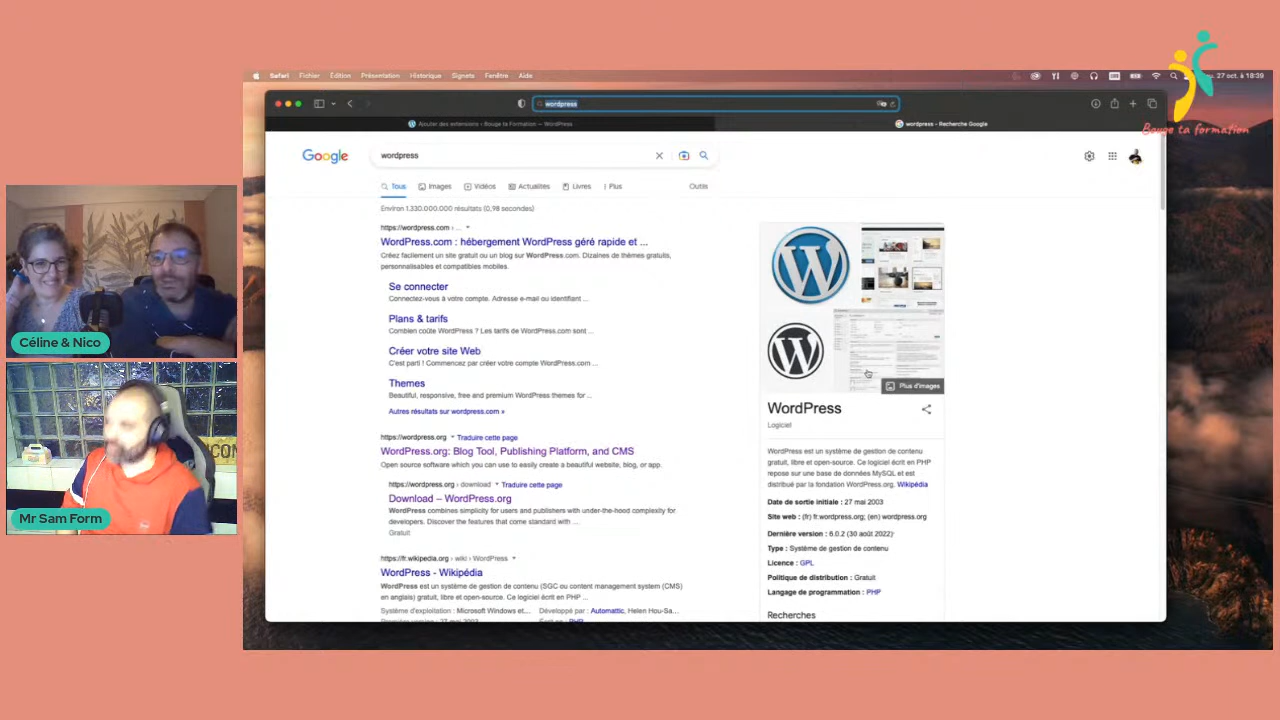 Safari Fichier Édition Présentation Historique Signets Fenêtre Aide
27 oct. à 18:39
wordpress
Ajouter des extensions ‹ Bouge ta Formation — WordPress
wordpress - Recherche Google
Bouge ta formation
Google
wordpress
Tous Images Vidéos Actualités Livres Plus Outils
Environ 1.330.000.000 résultats (0,98 secondes)
https://wordpress.com › ...
WordPress.com : hébergement WordPress géré rapide et ...
Créez facilement un site gratuit ou un blog sur WordPress.com. Dizaines de thèmes gratuits,
personnalisables et compatibles mobiles.
Se connecter
Connectez-vous à votre compte. Adresse e-mail ou identifiant ...
Plans & tarifs
Combien coûte WordPress ? Les tarifs de WordPress.com sont ...
Créer votre site Web
C'est parti ! Commencez par créer votre compte WordPress.com ...
Themes
Beautiful, responsive, free and premium WordPress themes for ...
Autres résultats sur wordpress.com »
https://wordpress.org Traduire cette page
WordPress.org: Blog Tool, Publishing Platform, and CMS
Open source software which you can use to easily create a beautiful website, blog, or app.
https://wordpress.org › download Traduire cette page
Download – WordPress.org
WordPress combines simplicity for users and publishers with under-the-hood complexity for
developers. Discover the features that come standard with ...
Gratuit
https://fr.wikipedia.org › wiki › WordPress
WordPress - Wikipédia
WordPress est un système de gestion de contenu (SGC ou content management system (CMS)
en anglais) gratuit, libre et open-source. Ce logiciel écrit en PHP ...
Système d'exploitation : Microsoft Windows et...
Développé par : Automattic, Helen Hou-Sa...
Plus d'images
WordPress
Logiciel
WordPress est un système de gestion de contenu
gratuit, libre et open-source. Ce logiciel écrit en PHP
repose sur une base de données MySQL et est
distribué par la fondation WordPress.org. Wikipédia
Date de sortie initiale : 27 mai 2003
Site web : (fr) fr.wordpress.org; (en) wordpress.org
Dernière version : 6.0.2 (30 août 2022)
Type : Système de gestion de contenu
Licence : GPL
Politique de distribution : Gratuit
Langage de programmation : PHP
Recherches
Céline & Nico
Mr Sam Form